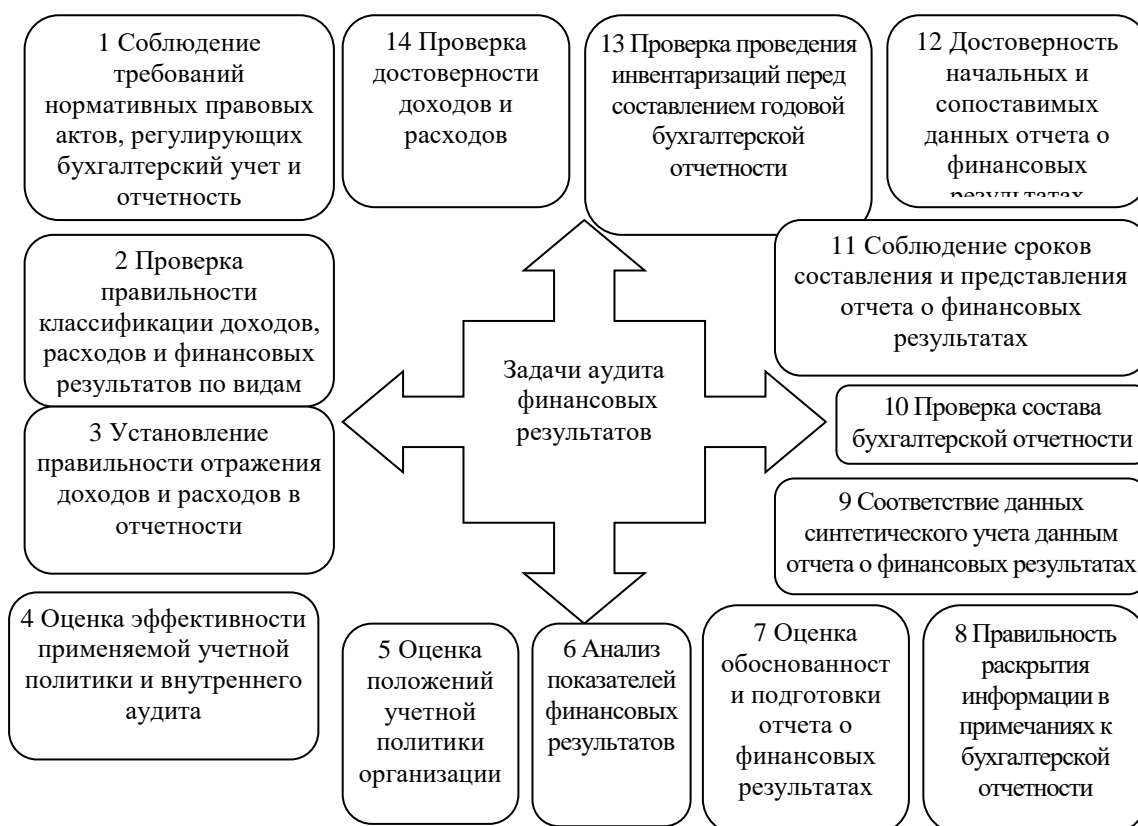 1 Соблюдение
требований
нормативных правовых
актов, регулирующих
бухгалтерский учет и
отчетность
14 Проверка
достоверности
доходов и
расходов
13 Проверка проведения
инвентаризаций перед
составлением годовой
бухгалтерской
отчетности
12 Достоверность
начальных и
сопоставимых
данных отчета о
финансовых
результатах
2 Проверка
правильности
классификации доходов,
расходов и финансовых
результатов по видам
11 Соблюдение сроков
составления и представления
отчета о финансовых
результатах
Задачи аудита
финансовых
результатов
10 Проверка состава
бухгалтерской отчетности
3 Установление
правильности отражения
доходов и расходов в
отчетности
9 Соответствие данных
синтетического учета данным
отчета о финансовых результатах
4 Оценка эффективности
применяемой учетной
политики и внутреннего
аудита
5 Оценка
положений
учетной
политики
организации
6 Анализ
показателей
финансовых
результатов
7 Оценка
обоснованност
и подготовки
отчета о
финансовых
результатах
8 Правильность
раскрытия
информации в
примечаниях к
бухгалтерской
отчетности